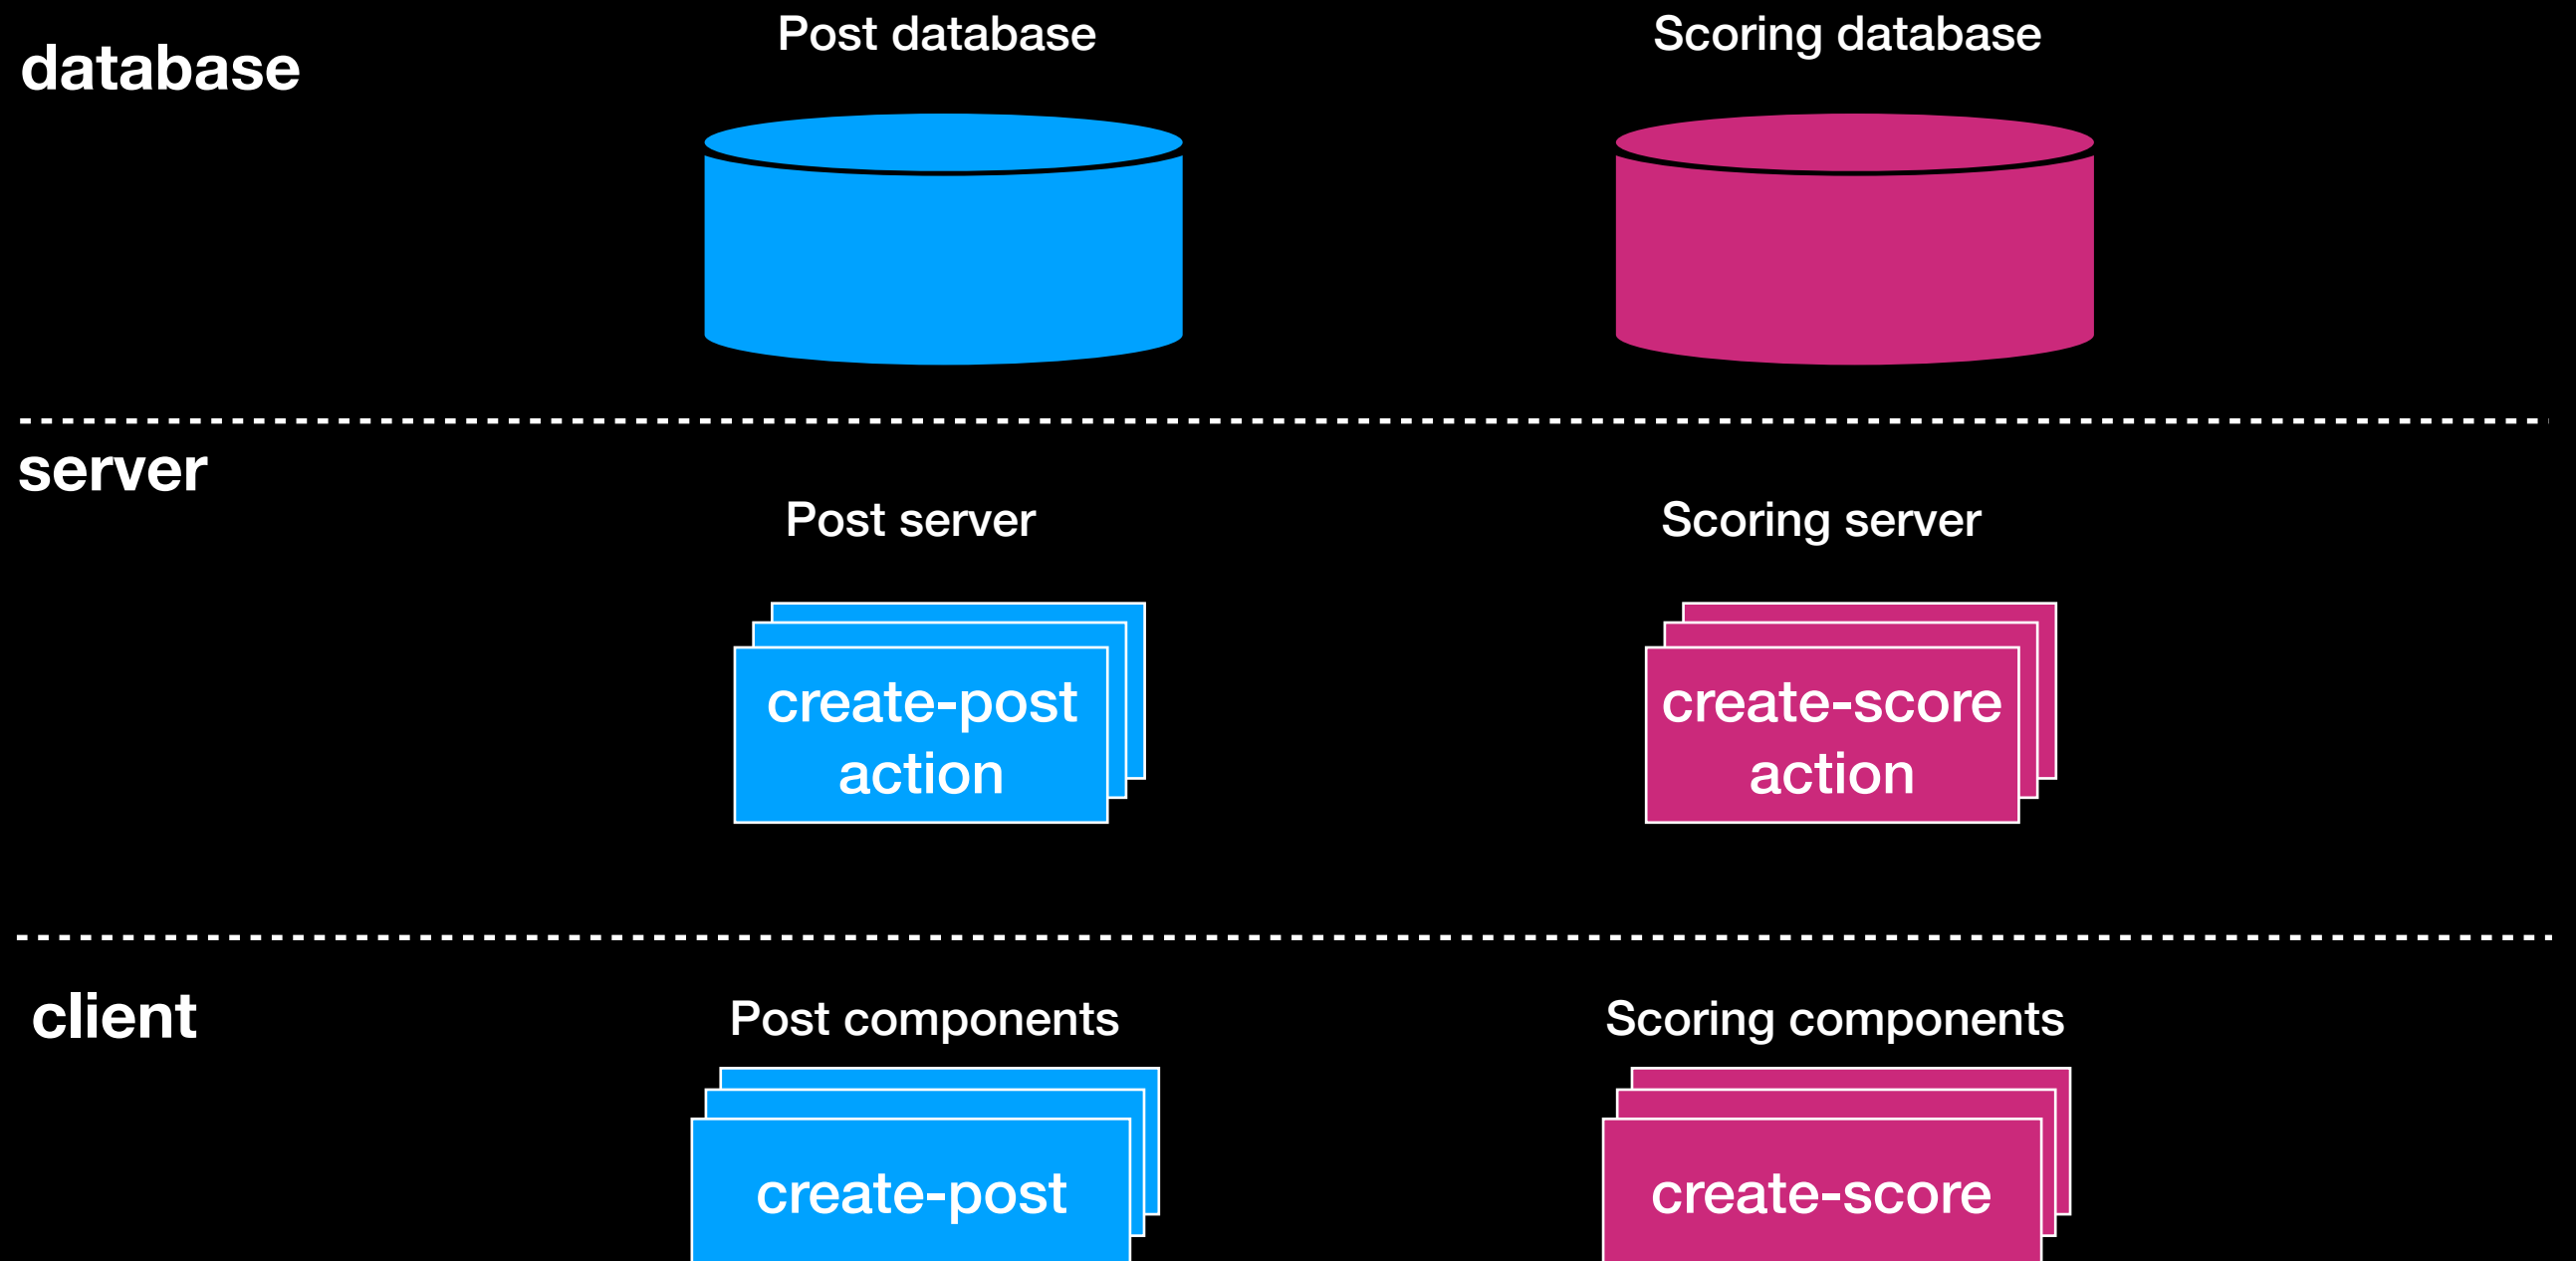 database
Post database
Scoring database
server
Post server
Scoring server
create-post
action
create-score
action
client
Post components
Scoring components
create-post
create-score